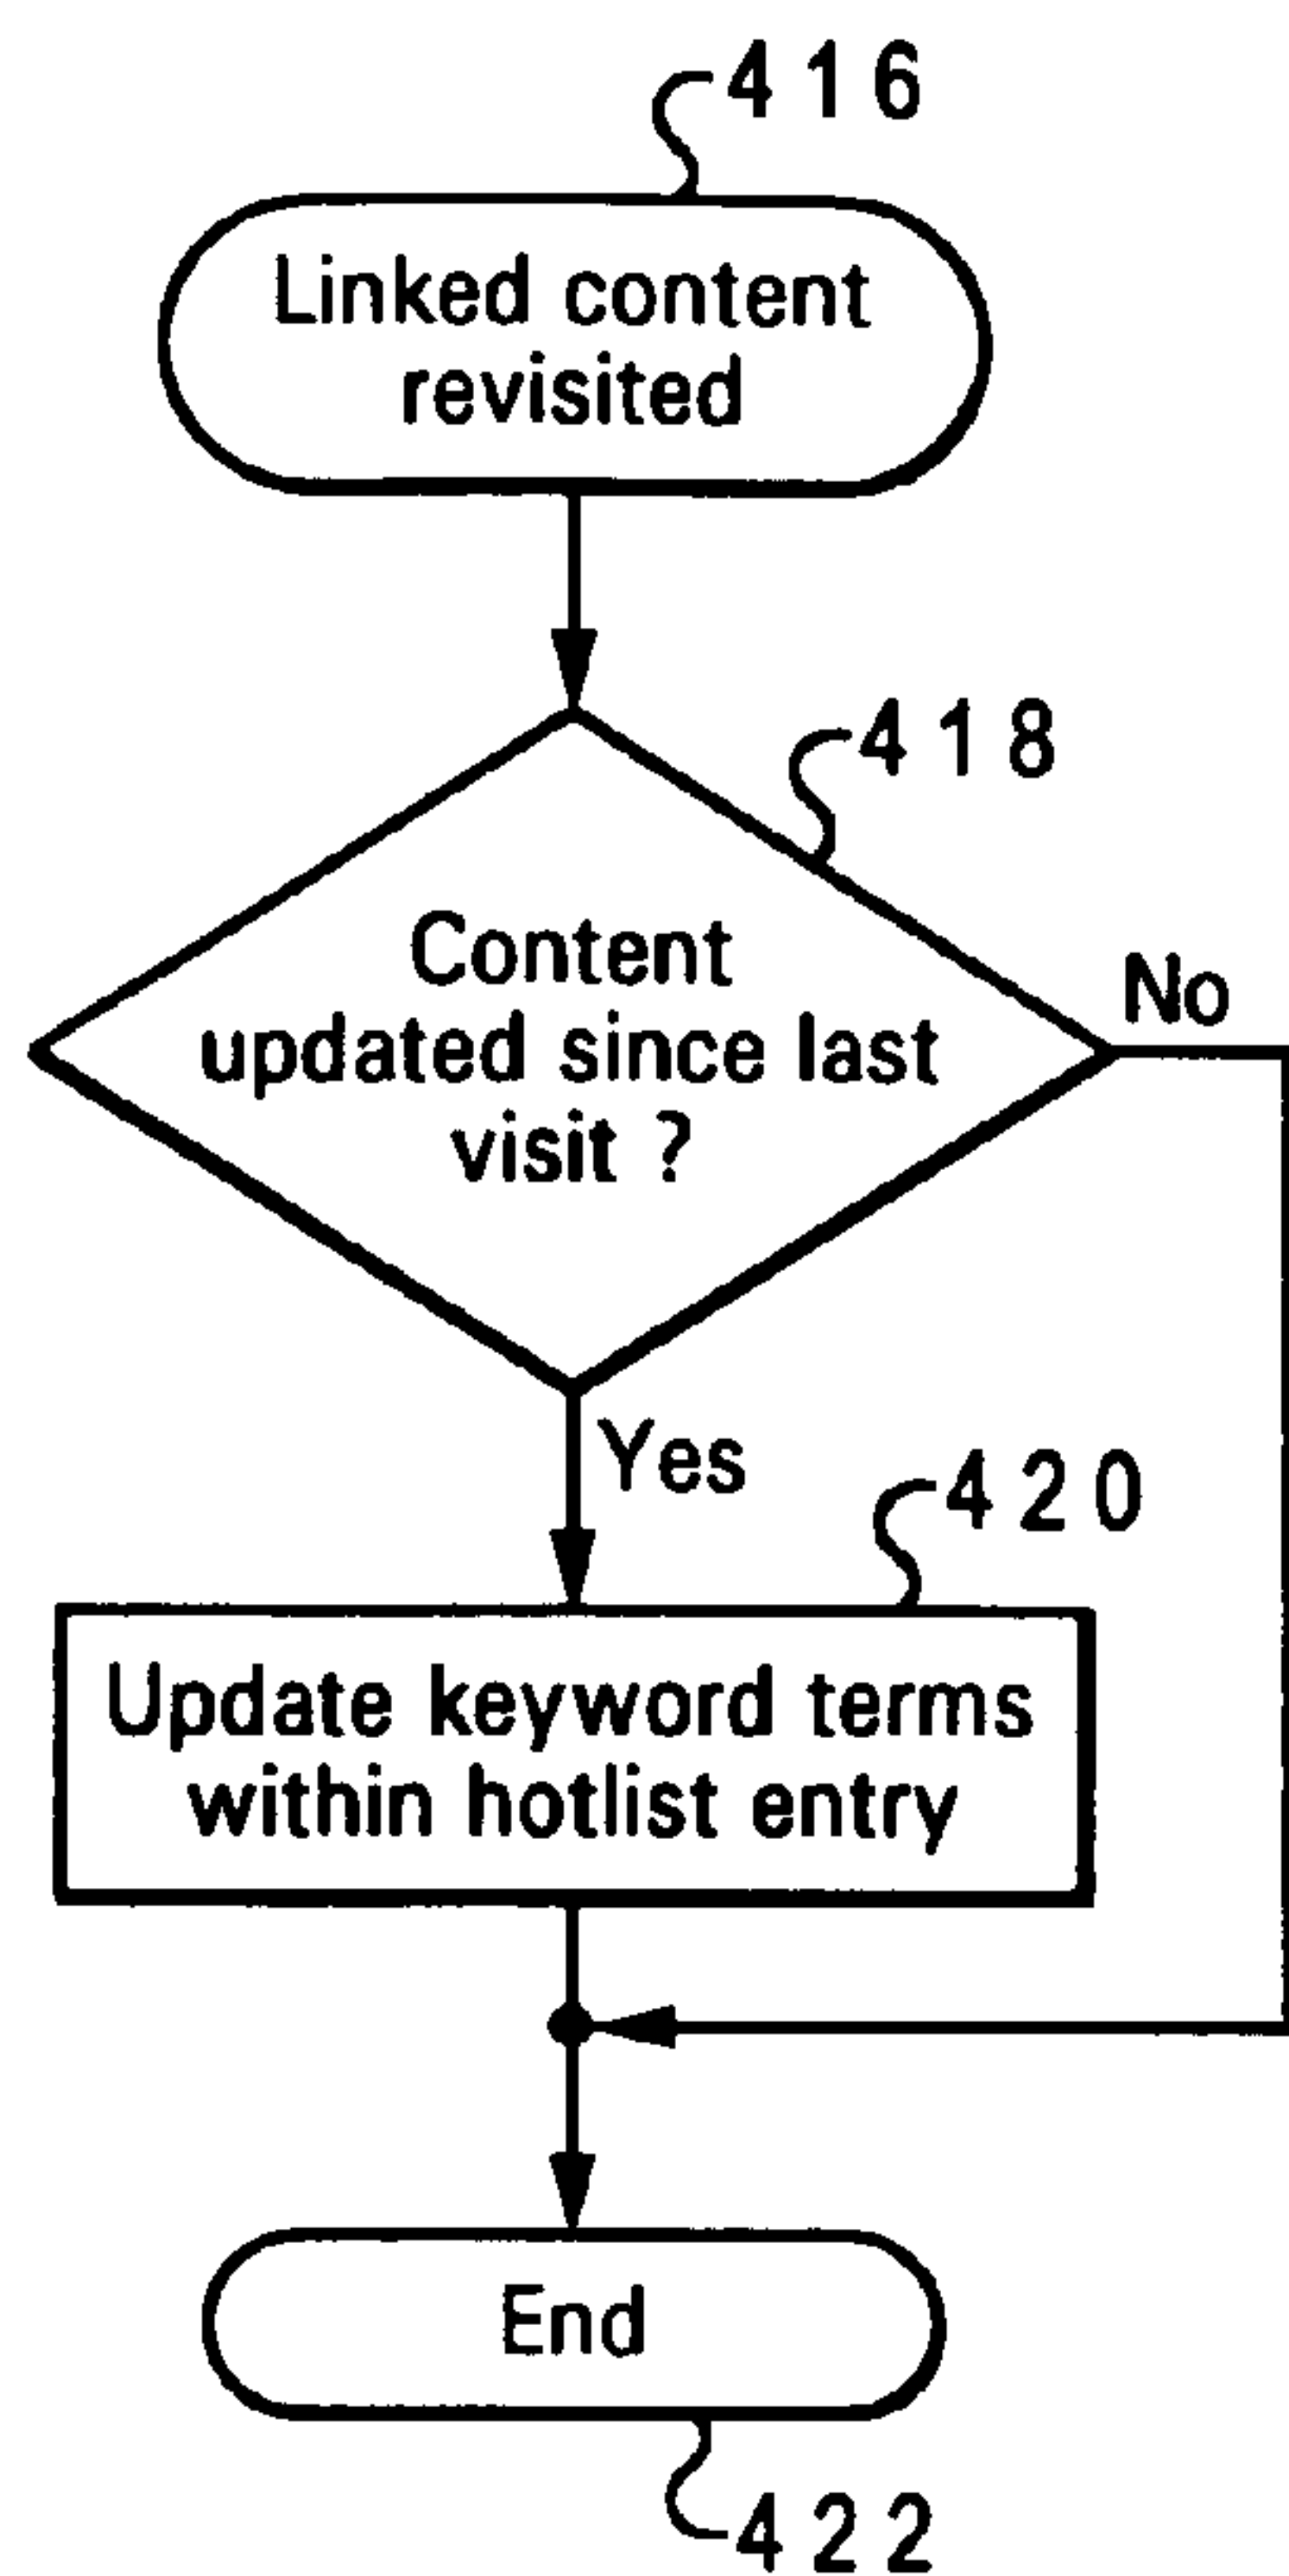 416
Linked content
revisited
418
Content
updated since last
visit ?
No
Yes
420
Update keyword terms
within hotlist entry
End
422